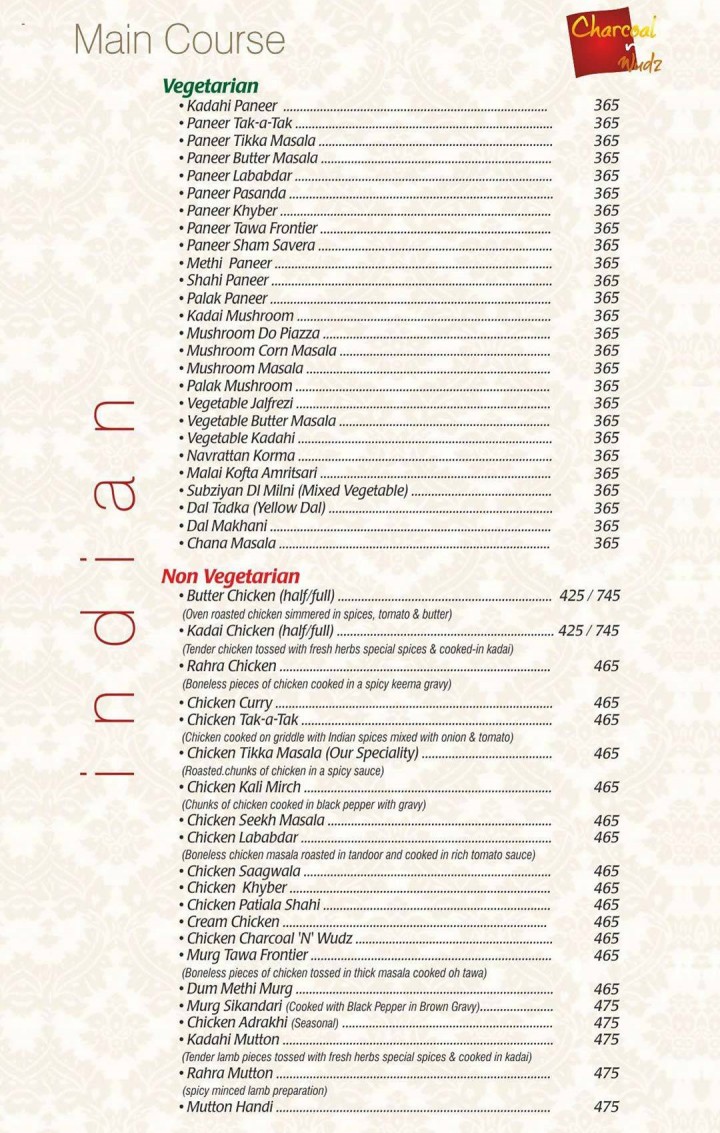 Main Course
Charcoal
n
Wudz
Vegetarian
• Kadahi Paneer ........ 365
• Paneer Tak-a-Tak ........ 365
• Paneer Tikka Masala ........ 365
• Paneer Butter Masala ........ 365
• Paneer Lababdar ........ 365
• Paneer Pasanda ........ 365
• Paneer Khyber ........ 365
• Paneer Tawa Frontier ........ 365
• Paneer Sham Savera ........ 365
• Methi Paneer ........ 365
• Shahi Paneer ........ 365
• Palak Paneer ........ 365
• Kadai Mushroom ........ 365
• Mushroom Do Piazza ........ 365
• Mushroom Corn Masala ........ 365
• Mushroom Masala ........ 365
• Palak Mushroom ........ 365
• Vegetable Jalfrezi ........ 365
• Vegetable Butter Masala ........ 365
• Vegetable Kadahi ........ 365
• Navrattan Korma ........ 365
• Malai Kofta Amritsari ........ 365
• Subziyan Dl Milni (Mixed Vegetable) ........ 365
• Dal Tadka (Yellow Dal) ........ 365
• Dal Makhani ........ 365
• Chana Masala ........ 365
indian
Non Vegetarian
• Butter Chicken (half/full) ........ 425 / 745
(Oven roasted chicken simmered in spices, tomato & butter)
• Kadai Chicken (half/full) ........ 425 / 745
(Tender chicken tossed with fresh herbs special spices & cooked-in kadai)
• Rahra Chicken ........ 465
(Boneless pieces of chicken cooked in a spicy keema gravy)
• Chicken Curry ........ 465
• Chicken Tak-a-Tak ........ 465
(Chicken cooked on griddle with Indian spices mixed with onion & tomato)
• Chicken Tikka Masala (Our Speciality) ........ 465
(Roasted.chunks of chicken in a spicy sauce)
• Chicken Kali Mirch ........ 465
(Chunks of chicken cooked in black pepper with gravy)
• Chicken Seekh Masala ........ 465
• Chicken Lababdar ........ 465
(Boneless chicken masala roasted in tandoor and cooked in rich tomato sauce)
• Chicken Saagwala ........ 465
• Chicken Khyber ........ 465
• Chicken Patiala Shahi ........ 465
• Cream Chicken ........ 465
• Chicken Charcoal 'N' Wudz ........ 465
• Murg Tawa Frontier ........ 465
(Boneless pieces of chicken tossed in thick masala cooked oh tawa)
• Dum Methi Murg ........ 465
• Murg Sikandari (Cooked with Black Pepper in Brown Gravy)........ 475
• Chicken Adrakhi (Seasonal) ........ 475
• Kadahi Mutton ........ 475
(Tender lamb pieces tossed with fresh herbs special spices & cooked in kadai)
• Rahra Mutton ........ 475
(spicy minced lamb preparation)
• Mutton Handi ........ 475